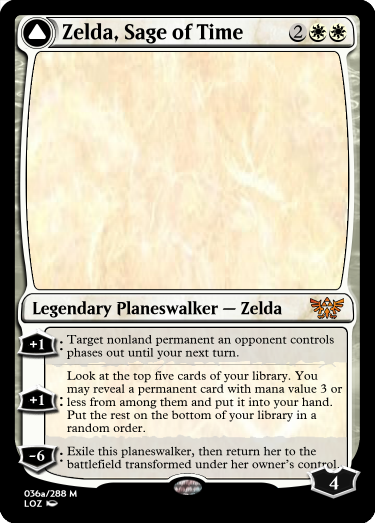 Zelda, Sage of Time 2
Legendary Planeswalker — Zelda
+1: Target nonland permanent an opponent controls
phases out until your next turn.
Look at the top five cards of your library. You
may reveal a permanent card with mana value 3 or
+1: less from among them and put it into your hand.
Put the rest on the bottom of your library in a
random order.
-6: Exile this planeswalker, then return her to the
battlefield transformed under her owner's control.
4
036a/288 M
LOZ